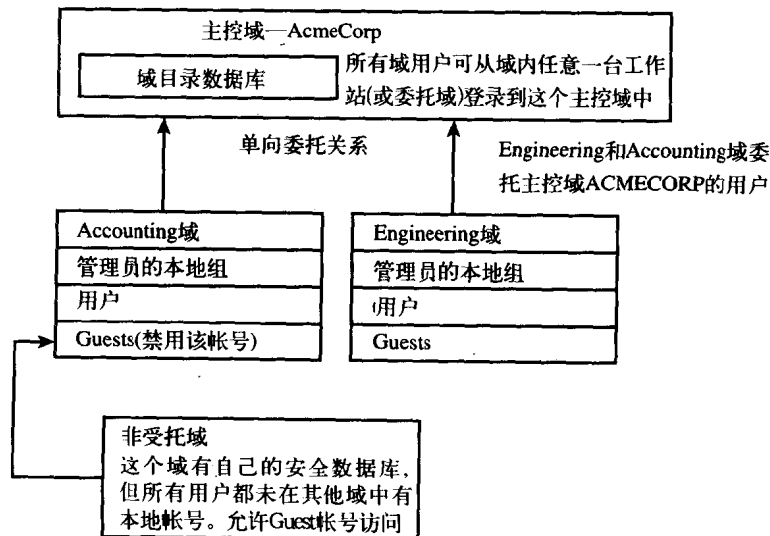 主控域—AcmeCorp
域目录数据库
所有域用户可从域内任意一台工作
站(或委托域)登录到这个主控域中
单向委托关系
Engineering和Accounting域委
托主控域ACMECORP的用户
Accounting域
管理员的本地组
用户
Guests(禁用该帐号)
Engineering域
管理员的本地组
用户
Guests
非受托域
这个域有自己的安全数据库,
但所有用户都未在其他域中有
本地帐号。允许Guest帐号访问